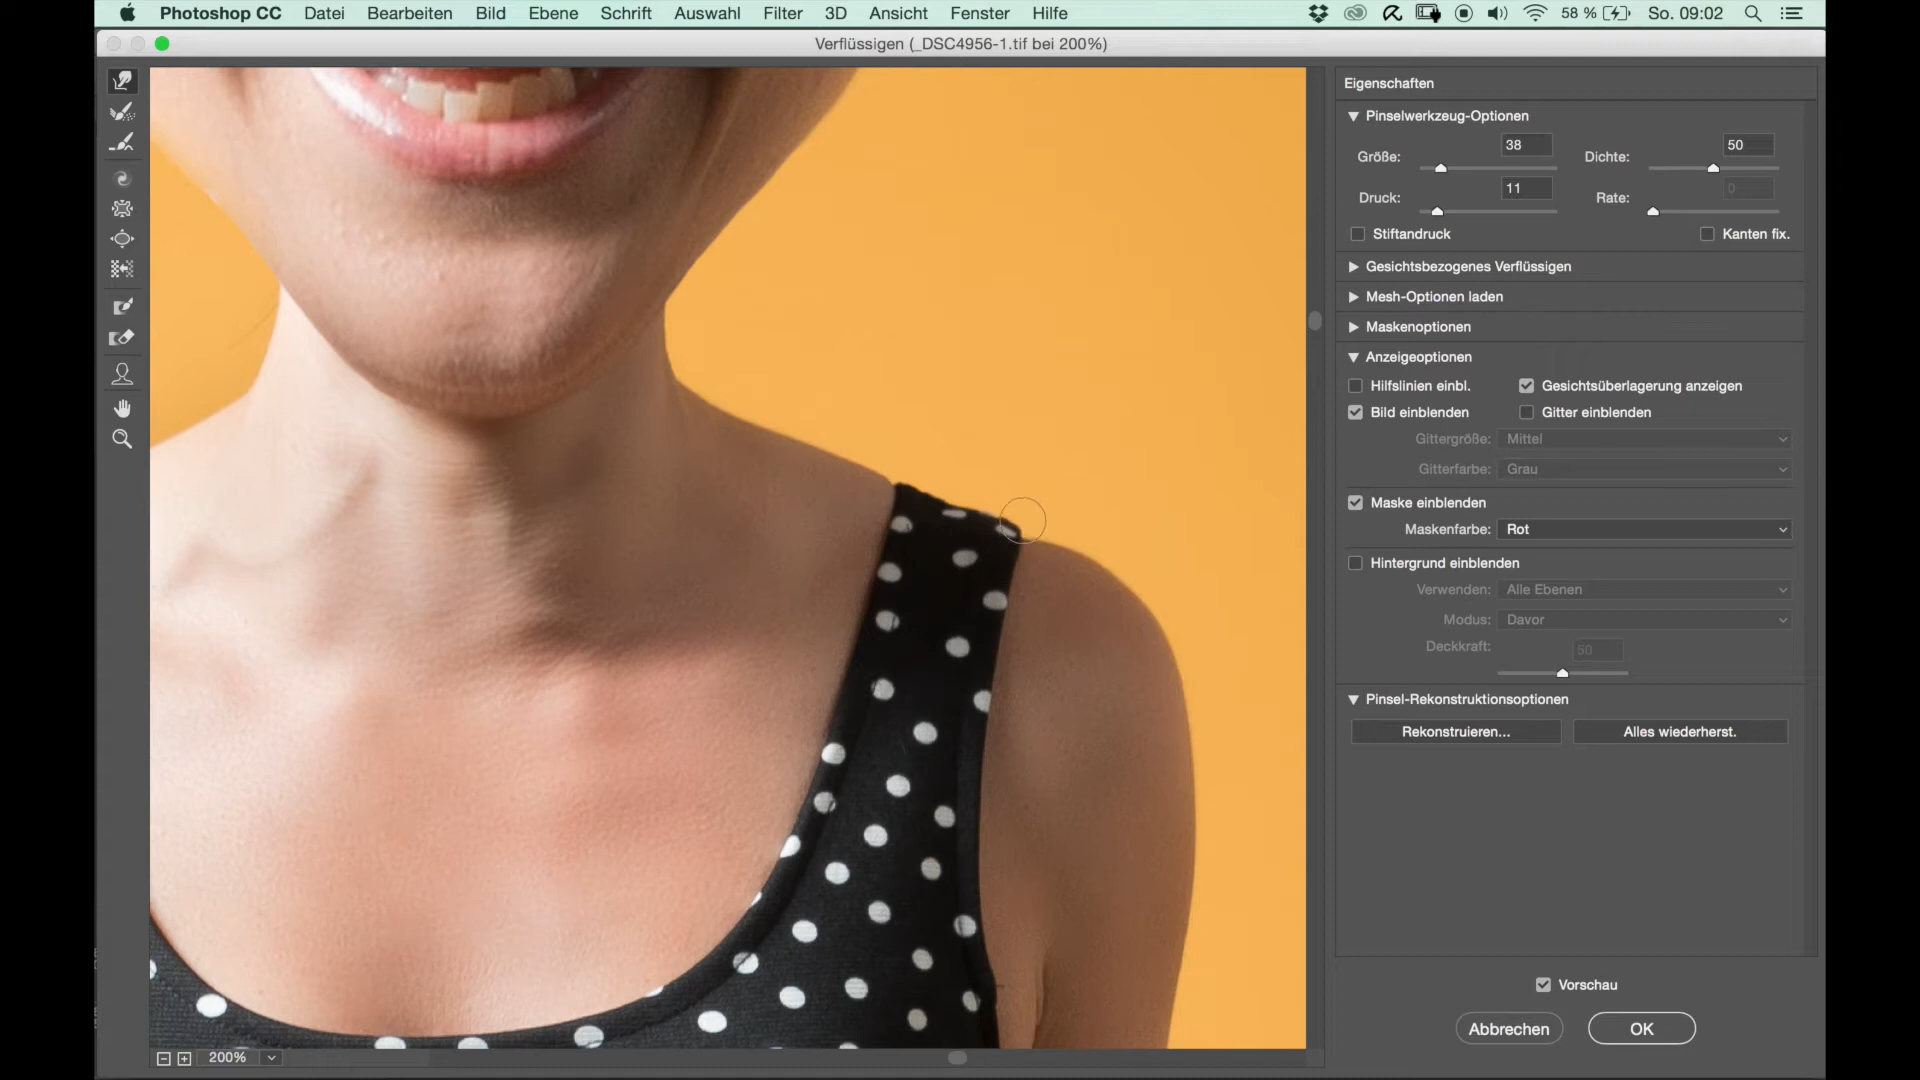 Photoshop CC Datei Bearbeiten Bild Ebene Schrift Auswahl Filter 3D Ansicht Fenster Hilfe 58 % So. 09:02
Verflüssigen (_DSC4956-1.tif bei 200%)
Eigenschaften
Pinselwerkzeug-Optionen
Größe: 38 Dichte: 50
Druck: 11 Rate: 0
Stiftandruck Kanten fix.
Gesichtsbezogenes Verflüssigen
Mesh-Optionen laden
Maskenoptionen
Anzeigeoptionen
Hilfslinien einbl. Gesichtsüberlagerung anzeigen
Bild einblenden Gitter einblenden
Gittergröße: Mittel
Gitterfarbe: Grau
Maske einblenden
Maskenfarbe: Rot
Hintergrund einblenden
Verwenden: Alle Ebenen
Modus: Davor
Deckkraft: 50
Pinsel-Rekonstruktionsoptionen
Rekonstruieren... Alles wiederherst.
Vorschau
Abbrechen OK
200%